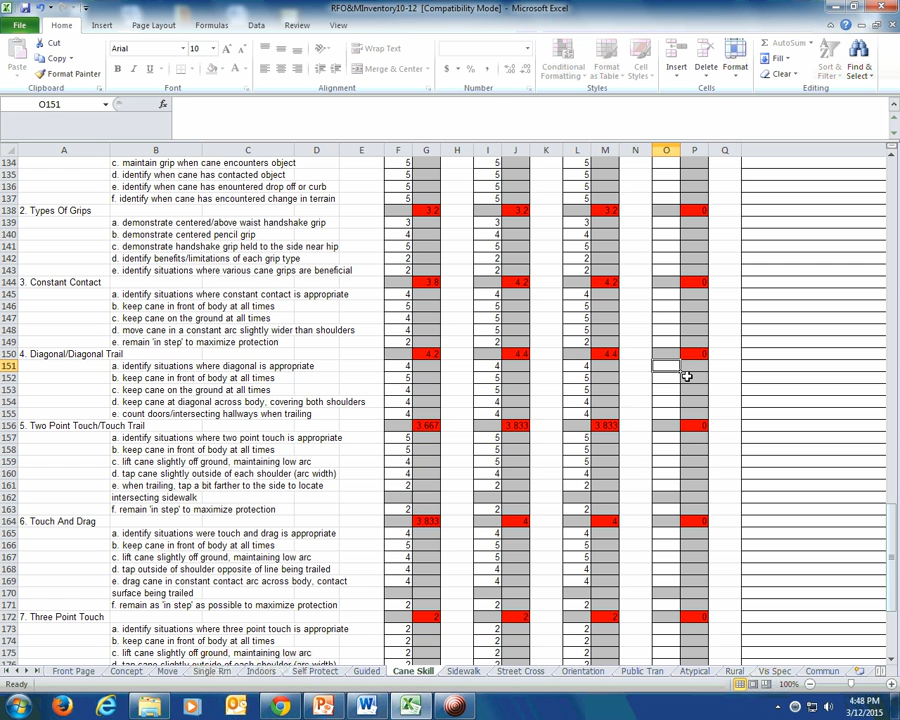 RFO&MInventory10-12 [Compatibility Mode] - Microsoft Excel
File Home Insert Page Layout Formulas Data Review View
Cut
Copy
Format Painter
Paste
Arial 10
Wrap Text
Merge & Center
Conditional Formatting
Format as Table
Cell Styles
Insert Delete Format
AutoSum
Fill
Clear
Sort & Filter
Find & Select
Clipboard Font Alignment Number Styles Cells Editing
O151 fx
A B C D E F G H I J K L M N O P Q
134 c. maintain grip when cane encounters object 5 5 5
135 d. identify when cane has contacted object 5 5 5
136 e. identify when cane has enountered drop off or curb 5 5 5
137 f. identify when cane has encountered change in terrain 5 5 5
138 2. Types Of Grips 3.2 3.2 3.2 0
139 a. demonstrate centered/above waist handshake grip 3 3 3
140 b. demonstrate centered pencil grip 4 4 4
141 c. demonstrate handshake grip held to the side near hip 5 5 5
142 d. identify benefits/limitations of each grip type 2 2 2
143 e. identify situations where various cane grips are beneficial 2 2 2
144 3. Constant Contact 3.8 4.2 4.2 0
145 a. identify situations where constant contact is appropriate 4 4 4
146 b. keep cane in front of body at all times 5 5 5
147 c. keep cane on the ground at all times 4 5 5
148 d. move cane in a constant arc slightly wider than shoulders 4 5 5
149 e. remain 'in step' to maximize protection 2 2 2
150 4. Diagonal/Diagonal Trail 4.2 4.4 4.4 0
151 a. identify situations where diagonal is appropriate 4 4 4
152 b. keep cane in front of body at all times 5 5 5
153 c. keep cane on the ground at all times 4 5 5
154 d. keep cane at diagonal across body, covering both shoulders 4 4 4
155 e. count doors/intersecting hallways when trailing 4 4 4
156 5. Two Point Touch/Touch Trail 3.667 3.833 3.833 0
157 a. identify situations where two point touch is appropriate 5 5 5
158 b. keep cane in front of body at all times 5 5 5
159 c. lift cane slightly off ground, maintaining low arc 4 5 5
160 d. tap cane slightly outside of each shoulder (arc width) 4 4 4
161 e. when trailing, tap a bit farther to the side to locate 2 2 2
162 intersecting sidewalk
163 f. remain 'in step' to maximize protection 2 2 2
164 6. Touch And Drag 3.833 4 4 0
165 a. identify situations were touch and drag is appropriate 4 4 4
166 b. keep cane in front of body at all times 5 5 5
167 c. lift cane slightly off ground, maintaining low arc 4 5 5
168 d. tap outside of shoulder opposite of line being trailed 4 4 4
169 e. drag cane in constant contact arc across body, contact 4 4 4
170 surface being trailed
171 f. remain as 'in step' as possible to maximize protection 2 2 2
172 7. Three Point Touch 2 2 2 0
173 a. identify situations where three point touch is appropriate 2 2 2
174 b. keep cane in front of body at all times 2 2 2
175 c. lift cane slightly off ground, maintaining low arc 2 2 2
176 d. tap cane slightly outside of each shoulder 2 2 2
Front Page Concept Move Single Rm Indoors Self Protect Guided Cane Skill Sidewalk Street Cross Orientation Public Tran Atypical Rural Vis Spec Commun
Ready 100%
4:48 PM
3/12/2015